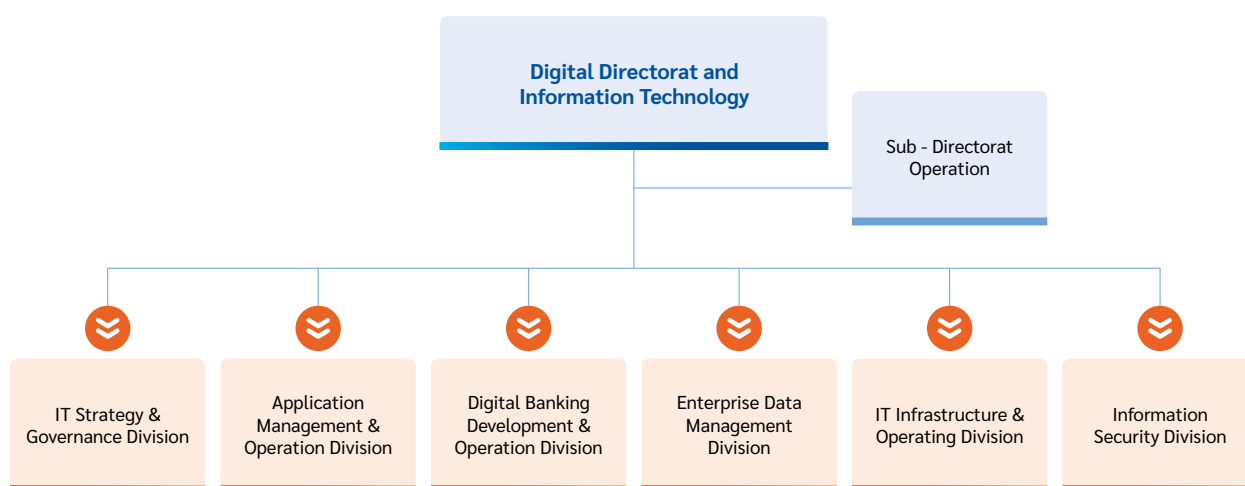 Digital Directorat and
Information Technology
Sub - Directorat
Operation
IT Strategy &
Governance Division
Application
Management &
Operation Division
Digital Banking
Development &
Operation Division
Enterprise Data
Management
Division
IT Infrastructure &
Operating Division
Information
Security Division